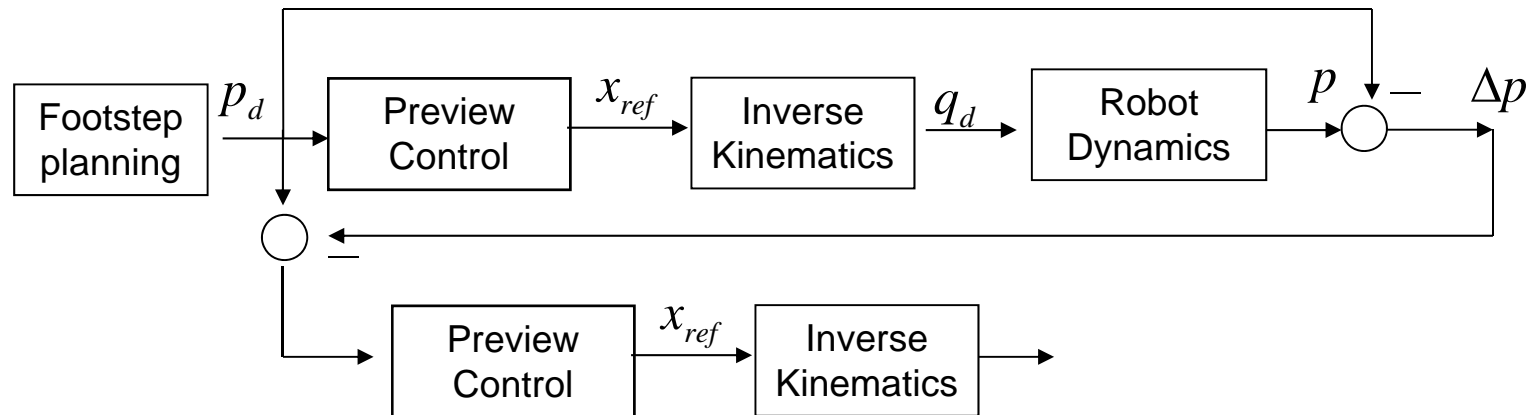 Footstep
planning
p_d
Preview
Control
x_ref
Inverse
Kinematics
q_d
Robot
Dynamics
p
−
Δp
−
Preview
Control
x_ref
Inverse
Kinematics